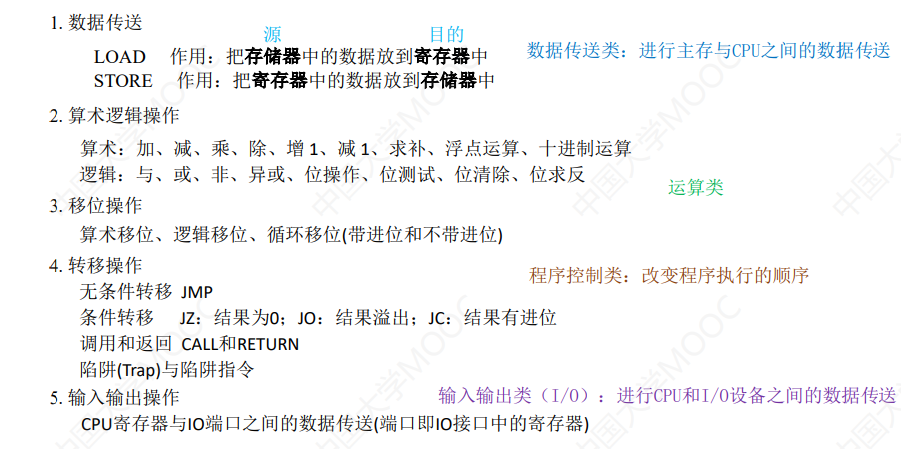 1. 数据传送
源 目的
LOAD 作用：把存储器中的数据放到寄存器中
数据传送类：进行主存与CPU之间的数据传送
STORE 作用：把寄存器中的数据放到存储器中
2. 算术逻辑操作
算术：加、减、乘、除、增 1、减 1、求补、浮点运算、十进制运算
逻辑：与、或、非、异或、位操作、位测试、位清除、位求反
运算类
3. 移位操作
算术移位、逻辑移位、循环移位(带进位和不带进位)
4. 转移操作
程序控制类：改变程序执行的顺序
无条件转移 JMP
条件转移 JZ：结果为0；JO：结果溢出；JC：结果有进位
调用和返回 CALL和RETURN
陷阱(Trap)与陷阱指令
5. 输入输出操作
输入输出类（I/O）：进行CPU和I/O设备之间的数据传送
CPU寄存器与IO端口之间的数据传送(端口即IO接口中的寄存器)
中国大学MOOC
中国大学MOOC
中国大学MOOC
中国大学MOOC